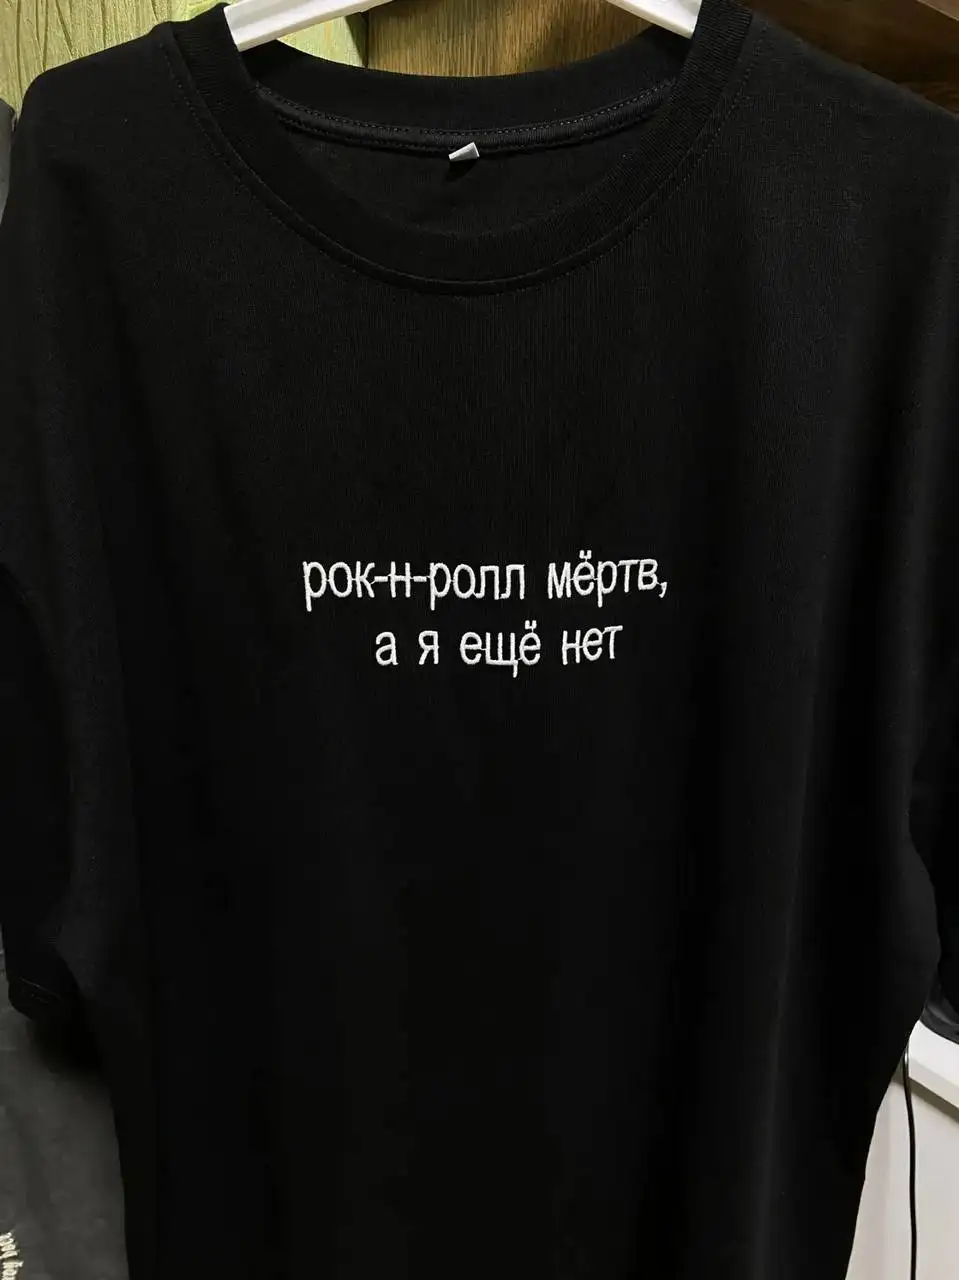 рок-н-ролл мёртв,
а я ещё нет